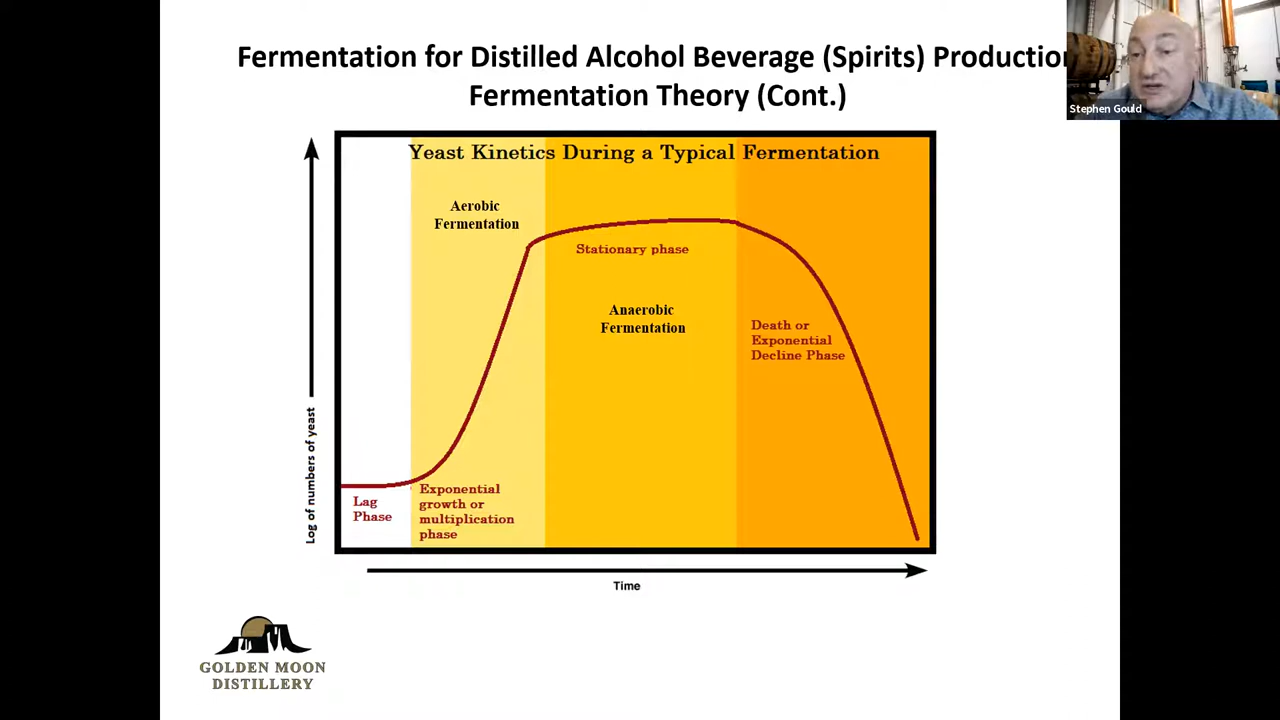 Fermentation for Distilled Alcohol Beverage (Spirits) Production
Fermentation Theory (Cont.)
Stephen Gould
Yeast Kinetics During a Typical Fermentation
Aerobic
Fermentation
Stationary phase
Anaerobic
Fermentation
Death or
Exponential
Decline Phase
Log of numbers of yeast
Lag
Phase
Exponential
growth or
multiplication
phase
Time
GOLDEN MOON
DISTILLERY